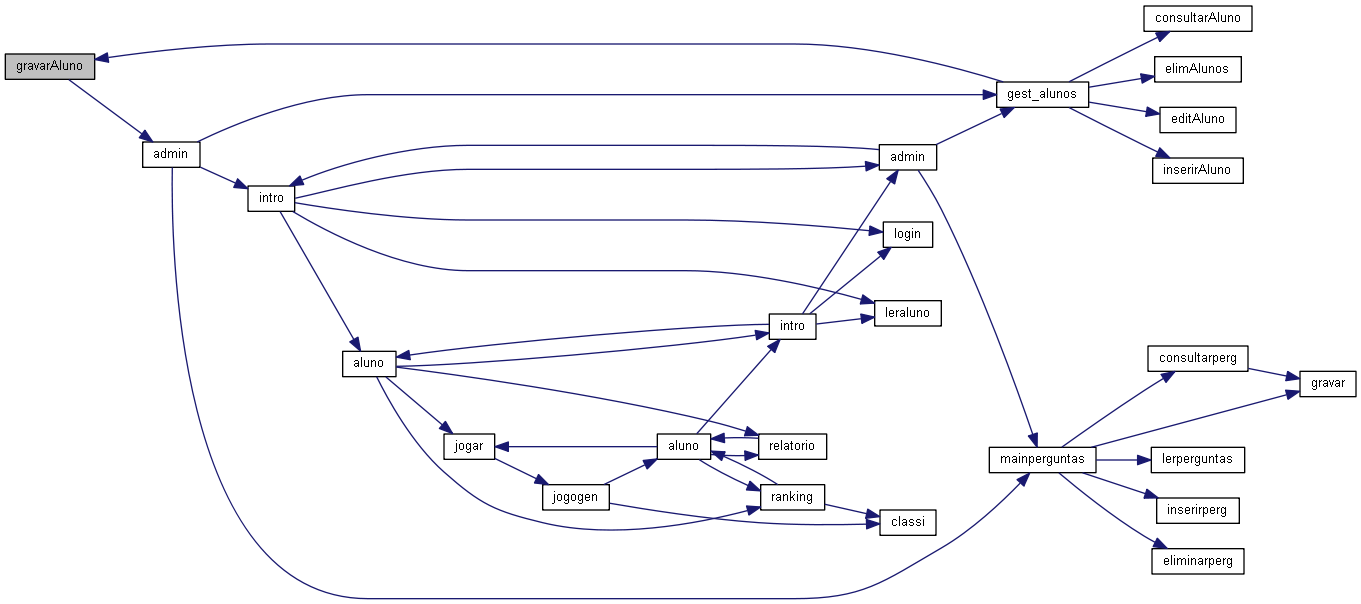 gravarAluno
admin
intro
aluno
jogar
jogogen
aluno
intro
relatorio
ranking
admin
login
leraluno
classi
gest_alunos
mainperguntas
consultarAluno
elimAlunos
editAluno
inserirAluno
consultarperg
lerperguntas
inserirperg
eliminarperg
gravar